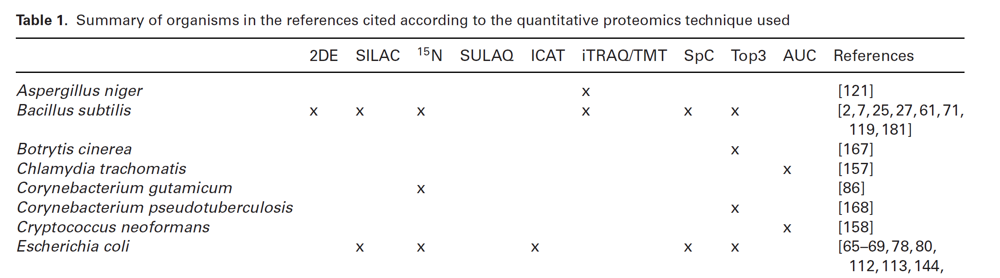 Table 1. Summary of organisms in the references cited according to the quantitative proteomics technique used
2DE SILAC ¹⁵N SULAQ ICAT iTRAQ/TMT SpC Top3 AUC References
Aspergillus niger x [121]
Bacillus subtilis x x x x x x [2, 7, 25, 27, 61, 71,
119, 181]
Botrytis cinerea x [167]
Chlamydia trachomatis x [157]
Corynebacterium gutamicum x [86]
Corynebacterium pseudotuberculosis x [168]
Cryptococcus neoformans x [158]
Escherichia coli x x x x x [65–69, 78, 80,
112, 113, 144,